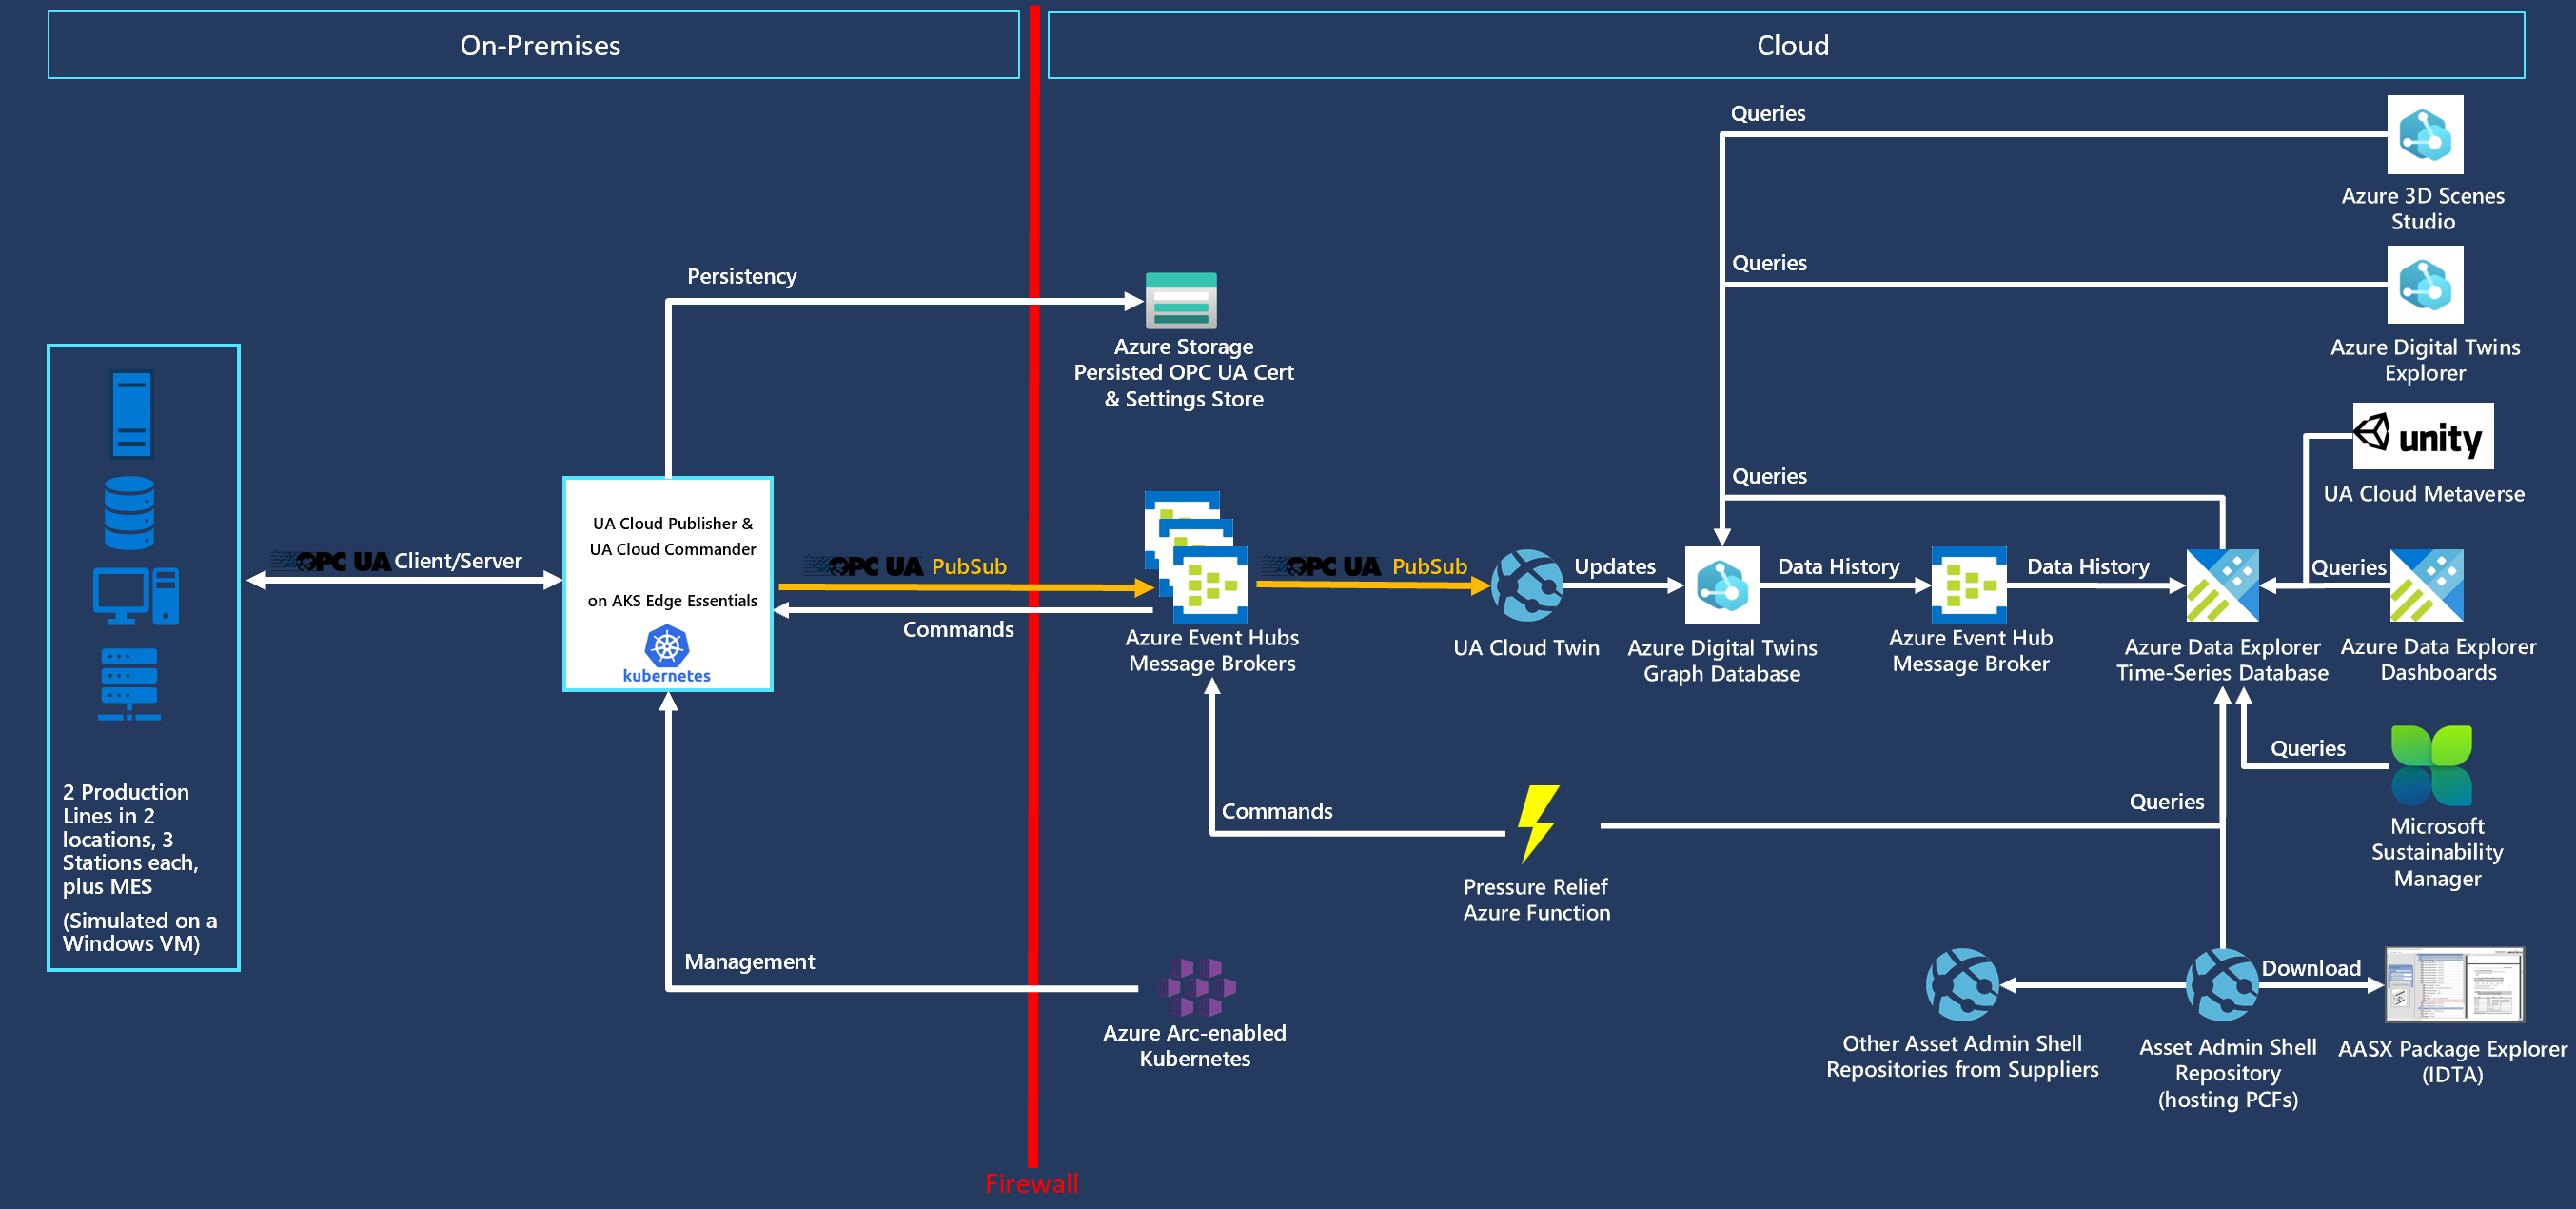 On-Premises
Cloud
Queries
Azure 3D Scenes
Studio
Queries
Azure Digital Twins
Explorer
Persistency
Azure Storage
Persisted OPC UA Cert
& Settings Store
unity
UA Cloud Metaverse
Queries
UA Cloud Publisher &
UA Cloud Commander
on AKS Edge Essentials
kubernetes
OPC UA Client/Server
OPC UA PubSub
Commands
Azure Event Hubs
Message Brokers
OPC UA PubSub
UA Cloud Twin
Updates
Azure Digital Twins
Graph Database
Data History
Azure Event Hub
Message Broker
Data History
Azure Data Explorer
Time-Series Database
Queries
Azure Data Explorer
Dashboards
2 Production
Lines in 2
locations, 3
Stations each,
plus MES
(Simulated on a
Windows VM)
Commands
Pressure Relief
Azure Function
Queries
Queries
Microsoft
Sustainability
Manager
Management
Azure Arc-enabled
Kubernetes
Other Asset Admin Shell
Repositories from Suppliers
Asset Admin Shell
Repository
(hosting PCFs)
Download
AASX Package Explorer
(IDTA)
Firewall